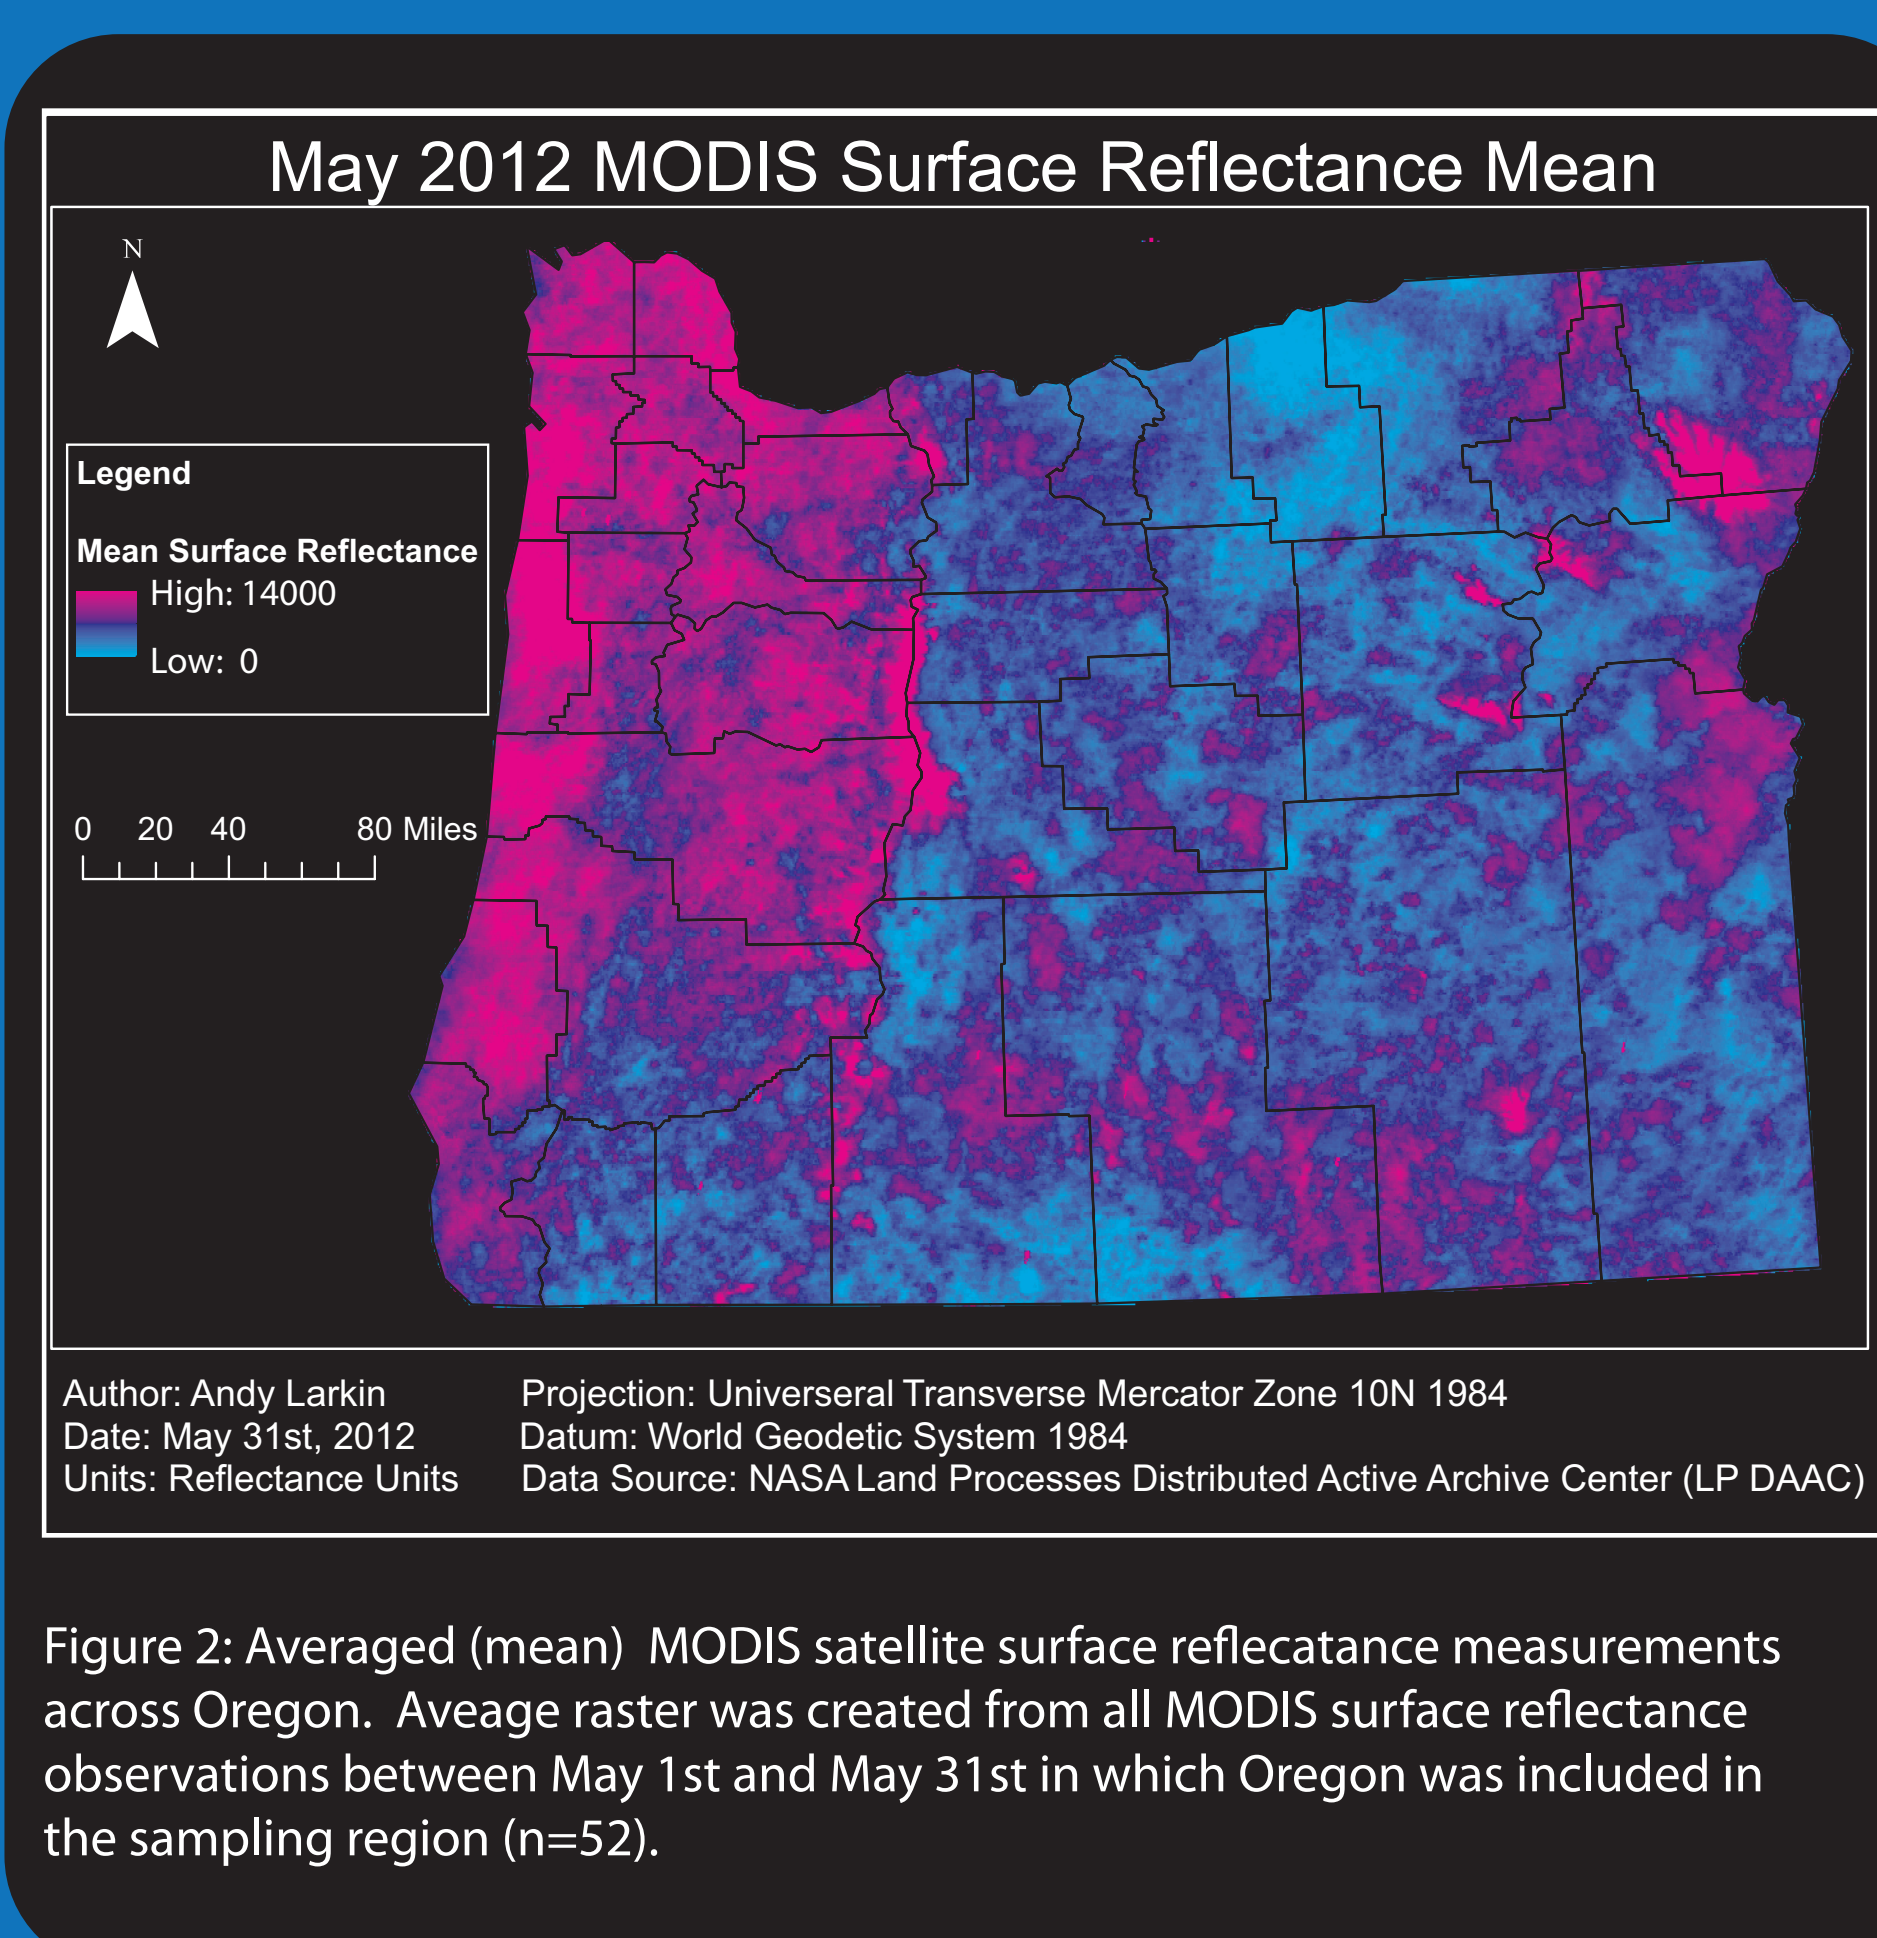 May 2012 MODIS Surface Reflectance Mean
N
Legend
Mean Surface Reflectance
High: 14000
Low: 0
0 20 40 80 Miles
Author: Andy Larkin
Date: May 31st, 2012
Units: Reflectance Units
Projection: Universeral Transverse Mercator Zone 10N 1984
Datum: World Geodetic System 1984
Data Source: NASA Land Processes Distributed Active Archive Center (LP DAAC)
Figure 2: Averaged (mean) MODIS satellite surface reflecatance measurements
across Oregon. Aveage raster was created from all MODIS surface reflectance
observations between May 1st and May 31st in which Oregon was included in
the sampling region (n=52).